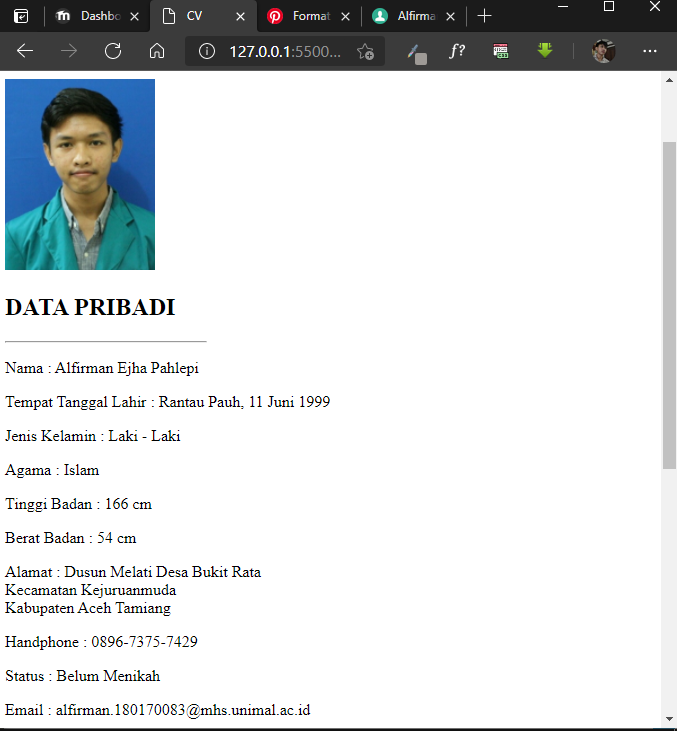 Dashbo
CV
Format
Alfirma
127.0.0.1:5500...
f?
DATA PRIBADI
Nama : Alfirman Ejha Pahlepi
Tempat Tanggal Lahir : Rantau Pauh, 11 Juni 1999
Jenis Kelamin : Laki - Laki
Agama : Islam
Tinggi Badan : 166 cm
Berat Badan : 54 cm
Alamat : Dusun Melati Desa Bukit Rata
Kecamatan Kejuruanmuda
Kabupaten Aceh Tamiang
Handphone : 0896-7375-7429
Status : Belum Menikah
Email : alfirman.180170083@mhs.unimal.ac.id